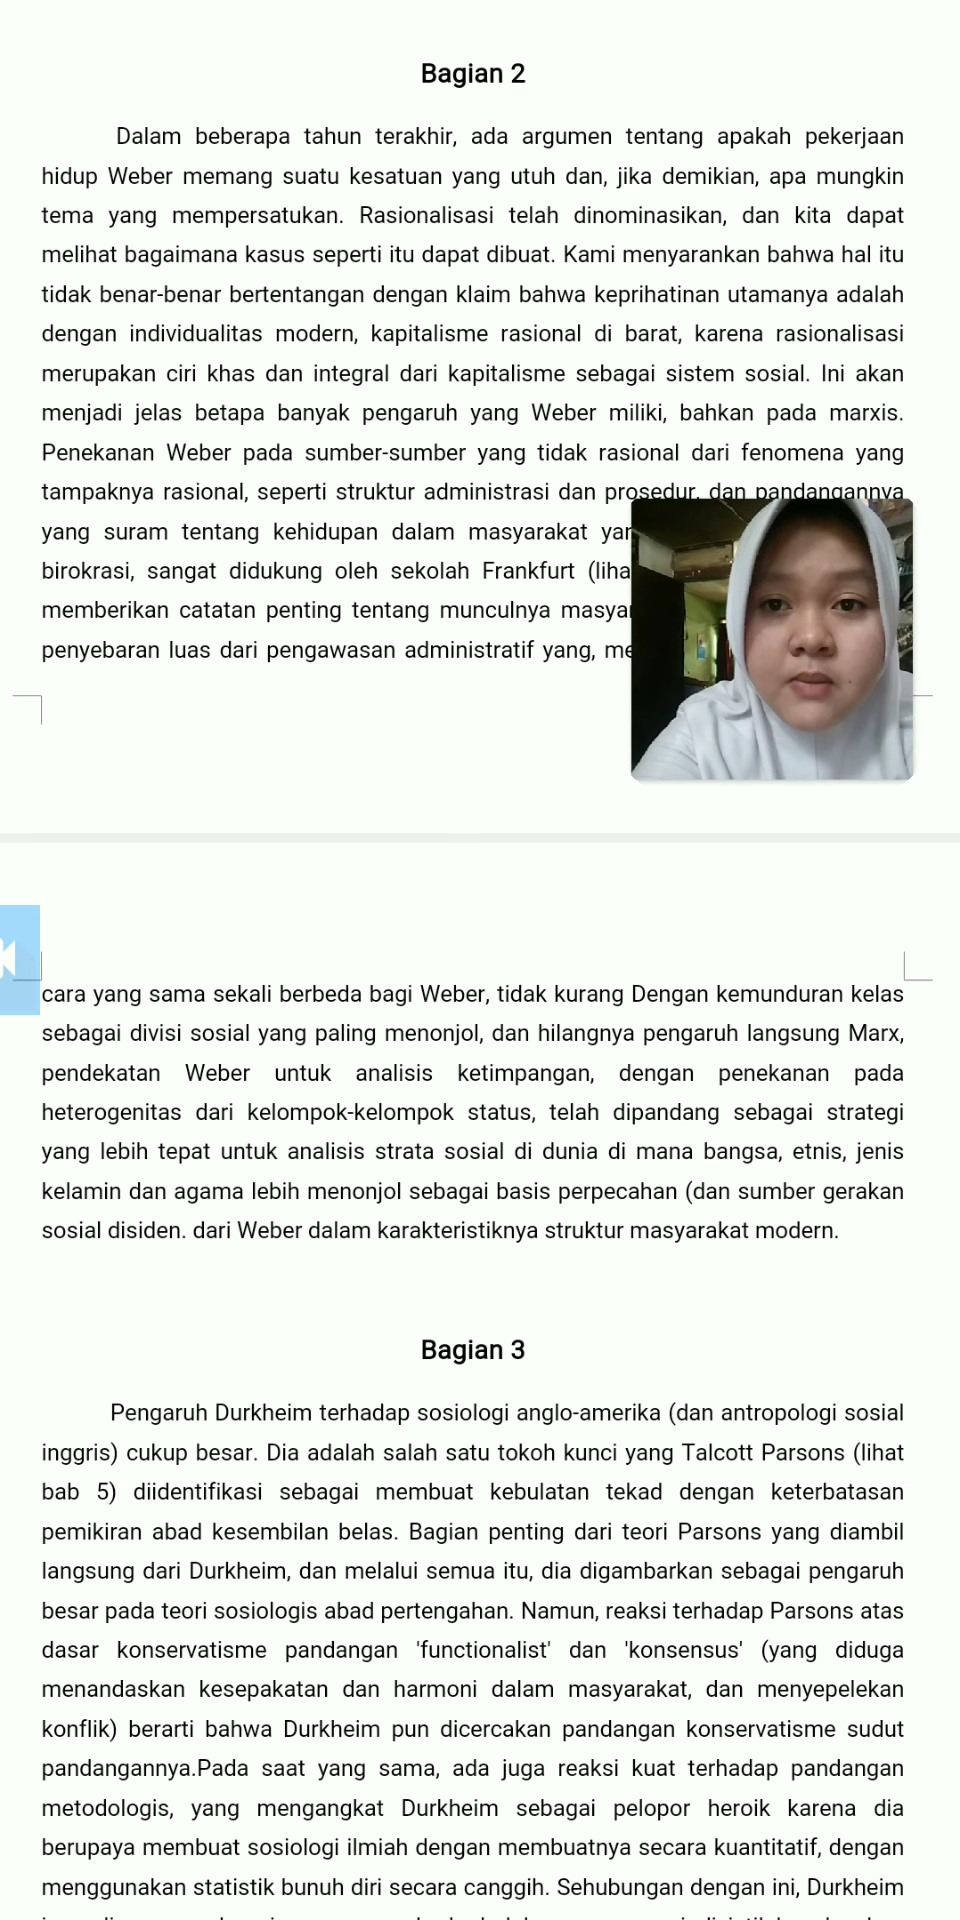 Bagian 2
Dalam beberapa tahun terakhir, ada argumen tentang apakah pekerjaan
hidup Weber memang suatu kesatuan yang utuh dan, jika demikian, apa mungkin
tema yang mempersatukan. Rasionalisasi telah dinominasikan, dan kita dapat
melihat bagaimana kasus seperti itu dapat dibuat. Kami menyarankan bahwa hal itu
tidak benar-benar bertentangan dengan klaim bahwa keprihatinan utamanya adalah
dengan individualitas modern, kapitalisme rasional di barat, karena rasionalisasi
merupakan ciri khas dan integral dari kapitalisme sebagai sistem sosial. Ini akan
menjadi jelas betapa banyak pengaruh yang Weber miliki, bahkan pada marxis.
Penekanan Weber pada sumber-sumber yang tidak rasional dari fenomena yang
tampaknya rasional, seperti struktur administrasi dan prosedur, dan pandangannya
yang suram tentang kehidupan dalam masyarakat
birokrasi, sangat didukung oleh sekolah Frankfurt
memberikan catatan penting tentang munculnya
penyebaran luas dari pengawasan administratif yang,
cara yang sama sekali berbeda bagi Weber, tidak kurang Dengan kemunduran kelas
sebagai divisi sosial yang paling menonjol, dan hilangnya pengaruh langsung Marx,
pendekatan Weber untuk analisis ketimpangan, dengan penekanan pada
heterogenitas dari kelompok-kelompok status, telah dipandang sebagai strategi
yang lebih tepat untuk analisis strata sosial di dunia di mana bangsa, etnis, jenis
kelamin dan agama lebih menonjol sebagai basis perpecahan (dan sumber gerakan
sosial disiden. dari Weber dalam karakteristiknya struktur masyarakat modern.
Bagian 3
Pengaruh Durkheim terhadap sosiologi anglo-amerika (dan antropologi sosial
inggris) cukup besar. Dia adalah salah satu tokoh kunci yang Talcott Parsons (lihat
bab 5) diidentifikasi sebagai membuat kebulatan tekad dengan keterbatasan
pemikiran abad kesembilan belas. Bagian penting dari teori Parsons yang diambil
langsung dari Durkheim, dan melalui semua itu, dia digambarkan sebagai pengaruh
besar pada teori sosiologis abad pertengahan. Namun, reaksi terhadap Parsons atas
dasar konservatisme pandangan 'functionalist' dan 'konsensus' (yang diduga
menandaskan kesepakatan dan harmoni dalam masyarakat, dan menyepelekan
konflik) berarti bahwa Durkheim pun dicercakan pandangan konservatisme sudut
pandangannya.Pada saat yang sama, ada juga reaksi kuat terhadap pandangan
metodologis, yang mengangkat Durkheim sebagai pelopor heroik karena dia
berupaya membuat sosiologi ilmiah dengan membuatnya secara kuantitatif, dengan
menggunakan statistik bunuh diri secara canggih. Sehubungan dengan ini, Durkheim